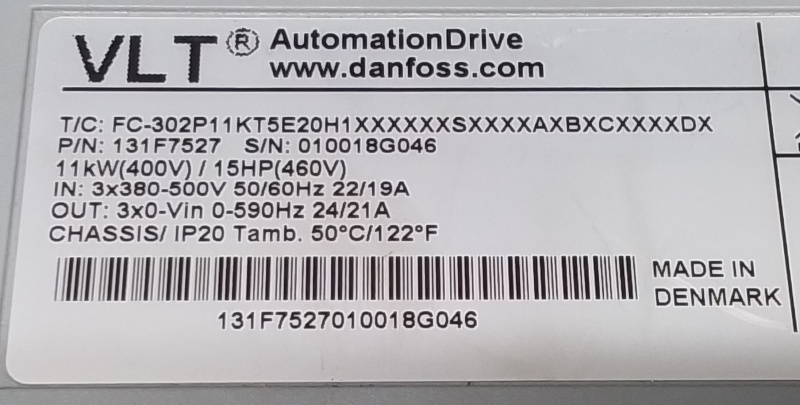 VLT® AutomationDrive
www.danfoss.com
T/C: FC-302P11KT5E20H1XXXXXXSXXXXAXBXCXXXXDX
P/N: 131F7527 S/N: 010018G046
11kW(400V) / 15HP(460V)
IN: 3x380-500V 50/60Hz 22/19A
OUT: 3x0-Vin 0-590Hz 24/21A
CHASSIS/ IP20 Tamb. 50°C/122°F
MADE IN
DENMARK
131F7527010018G046